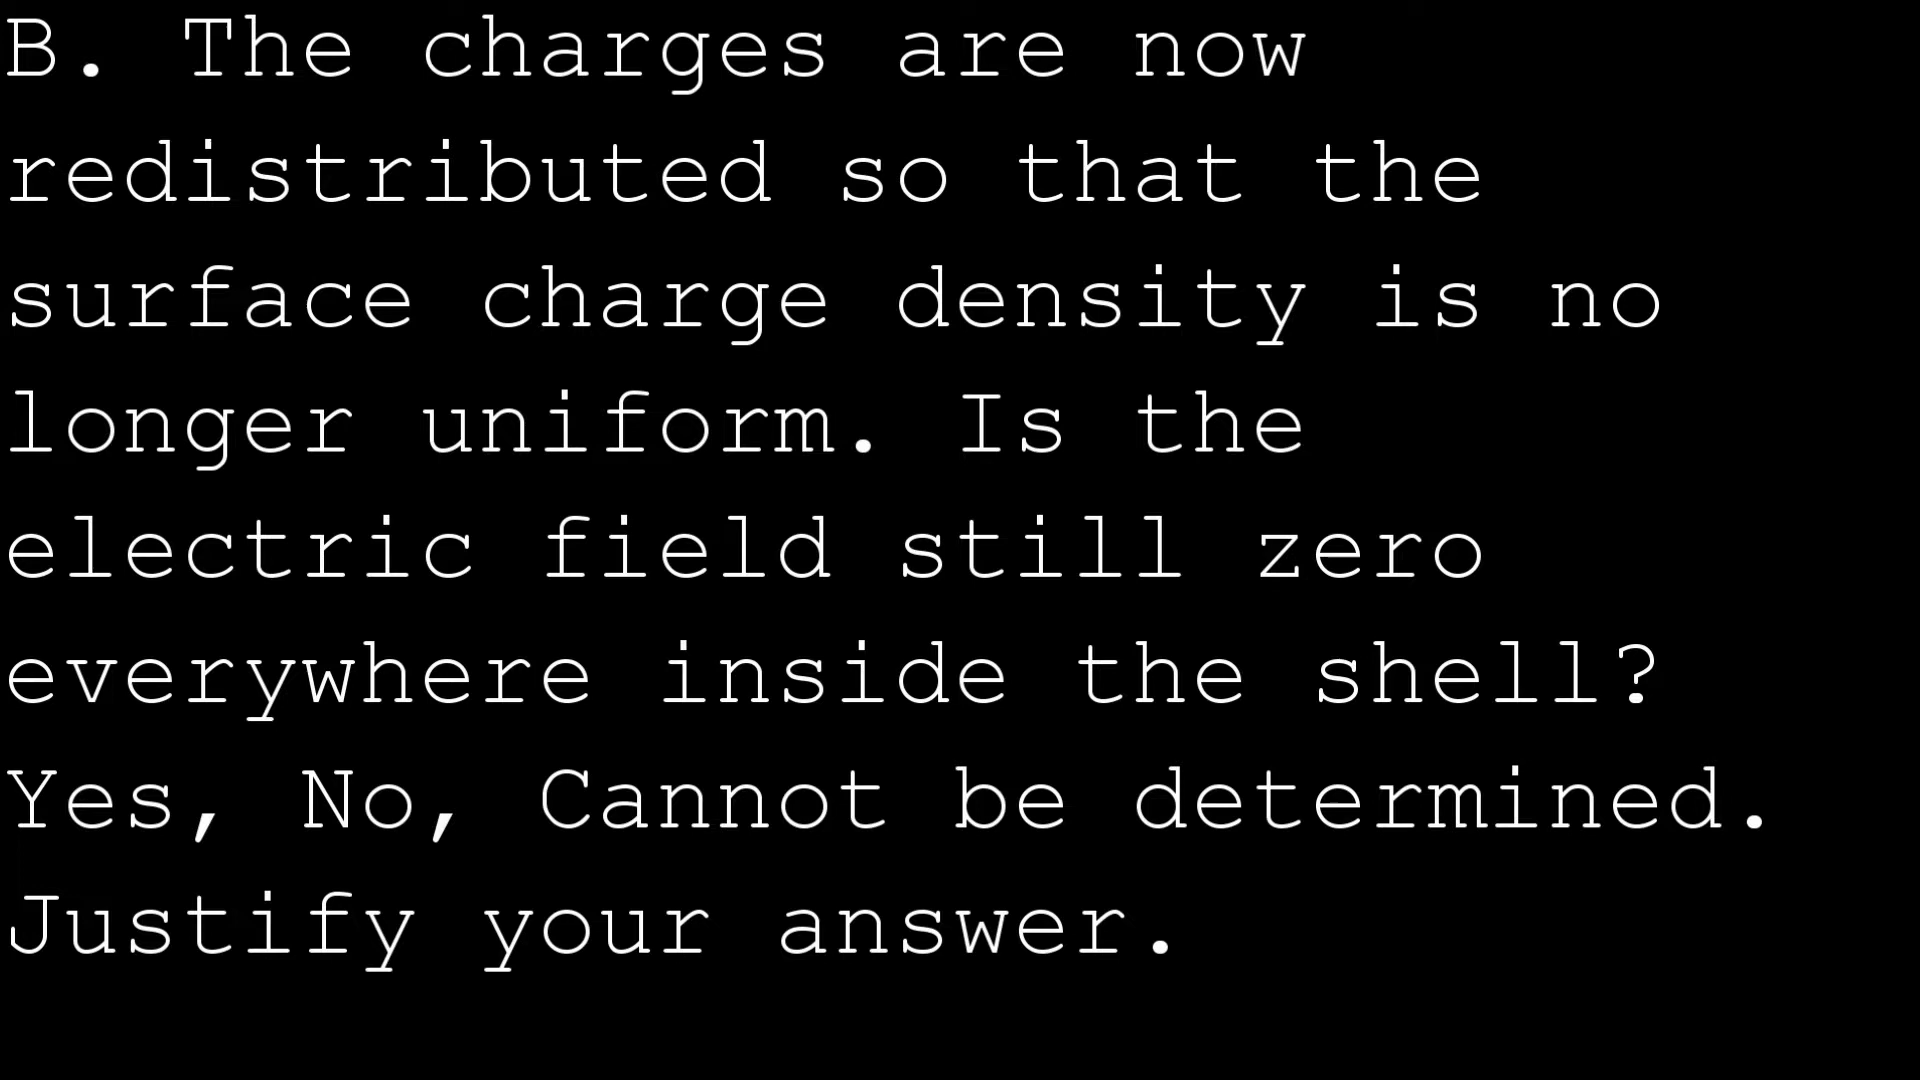 B. The charges are now
redistributed so that the
surface charge density is no
longer uniform. Is the
electric field still zero
everywhere inside the shell?
Yes, No, Cannot be determined.
Justify your answer.